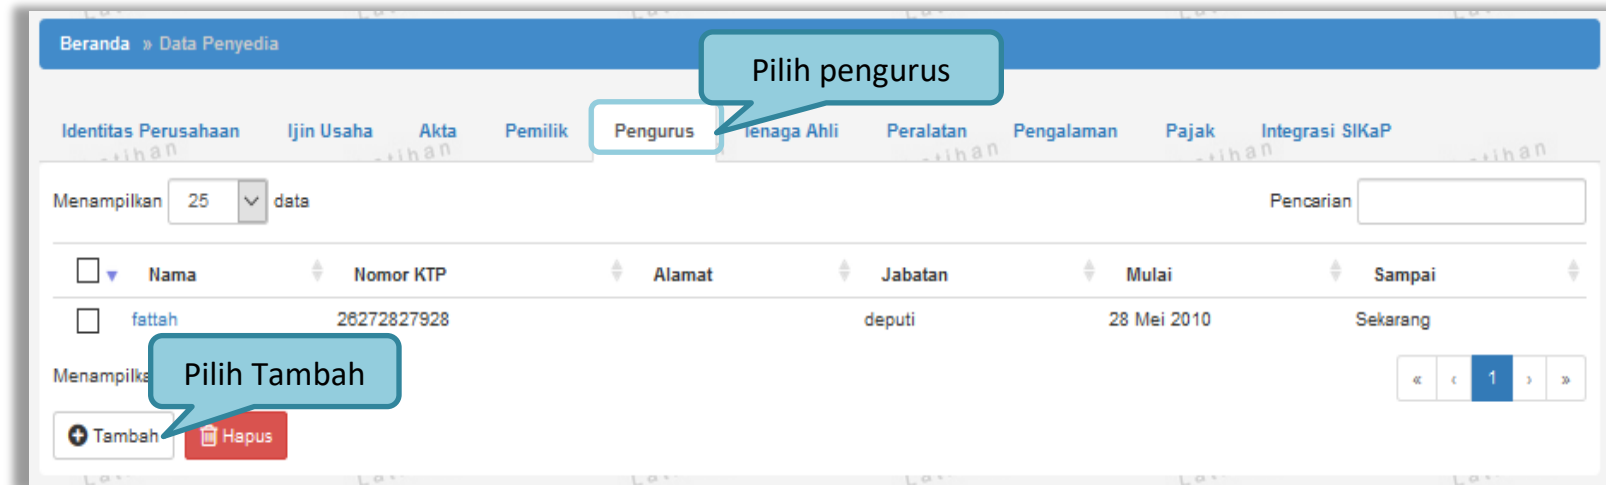 Beranda » Data Penyedia
Pilih pengurus
Identitas Perusahaan Ijin Usaha Akta Pemilik Pengurus Tenaga Ahli Peralatan Pengalaman Pajak Integrasi SIKaP
Menampilkan 25 data Pencarian
Nama Nomor KTP Alamat Jabatan Mulai Sampai
fattah 26272827928 deputi 28 Mei 2010 Sekarang
Pilih Tambah
« ‹ 1 › »
Tambah Hapus